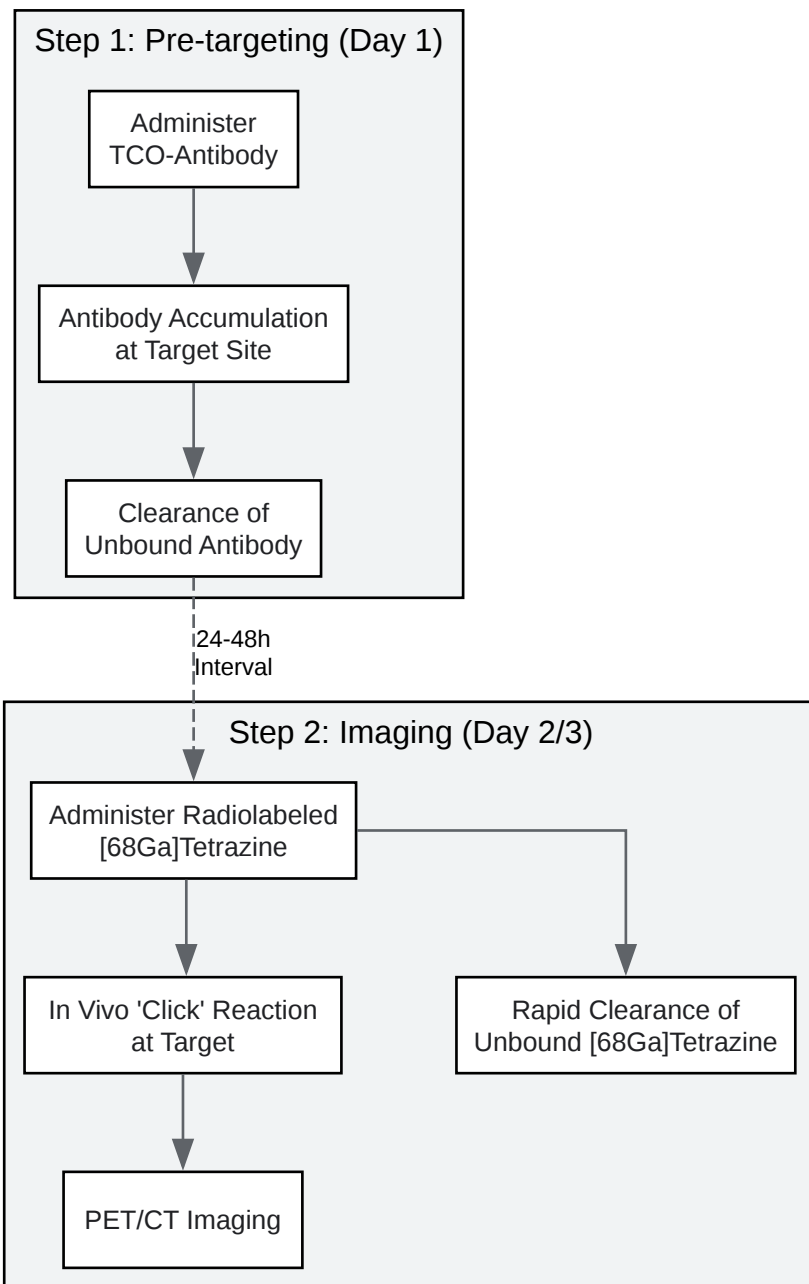 Step 1: Pre-targeting (Day 1)
Administer
TCO-Antibody
Antibody Accumulation
at Target Site
Clearance of
Unbound Antibody
24-48h
Interval
Step 2: Imaging (Day 2/3)
Administer Radiolabeled
[68Ga]Tetrazine
In Vivo 'Click' Reaction
at Target
Rapid Clearance of
Unbound [68Ga]Tetrazine
PET/CT Imaging